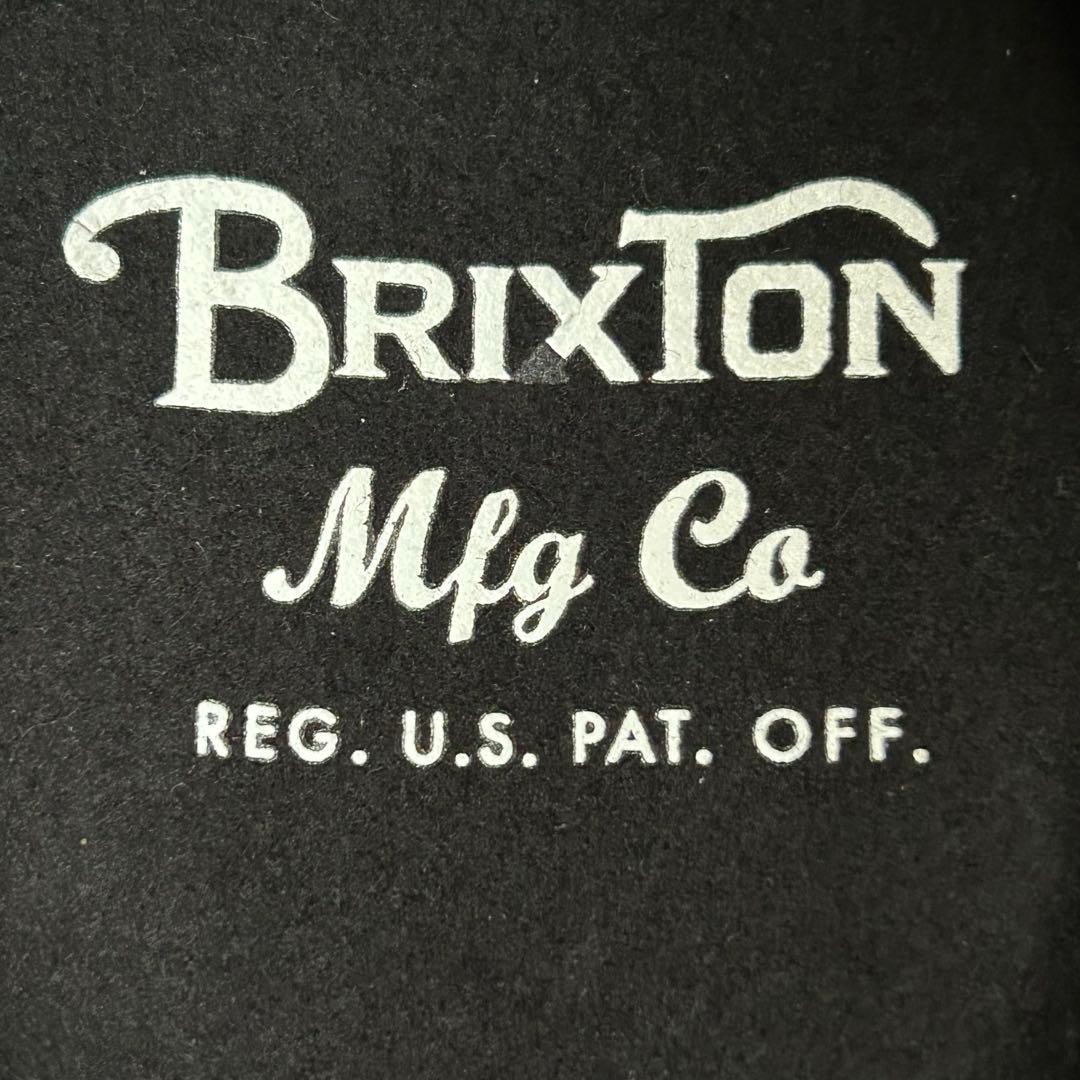 BRIXTON
Mfg Co
REG. U.S. PAT. OFF.